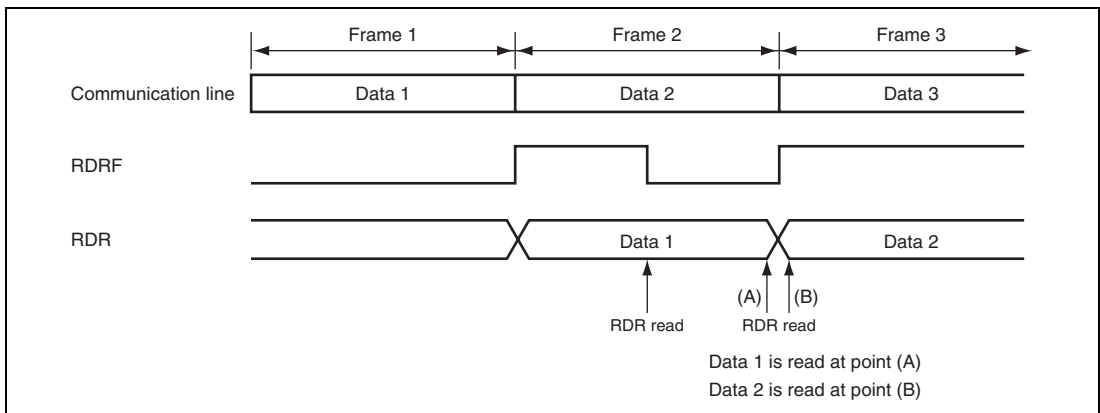 Frame 1 Frame 2 Frame 3
Communication line Data 1 Data 2 Data 3
RDRF
RDR Data 1 Data 2
(A) (B)
RDR read RDR read
Data 1 is read at point (A)
Data 2 is read at point (B)